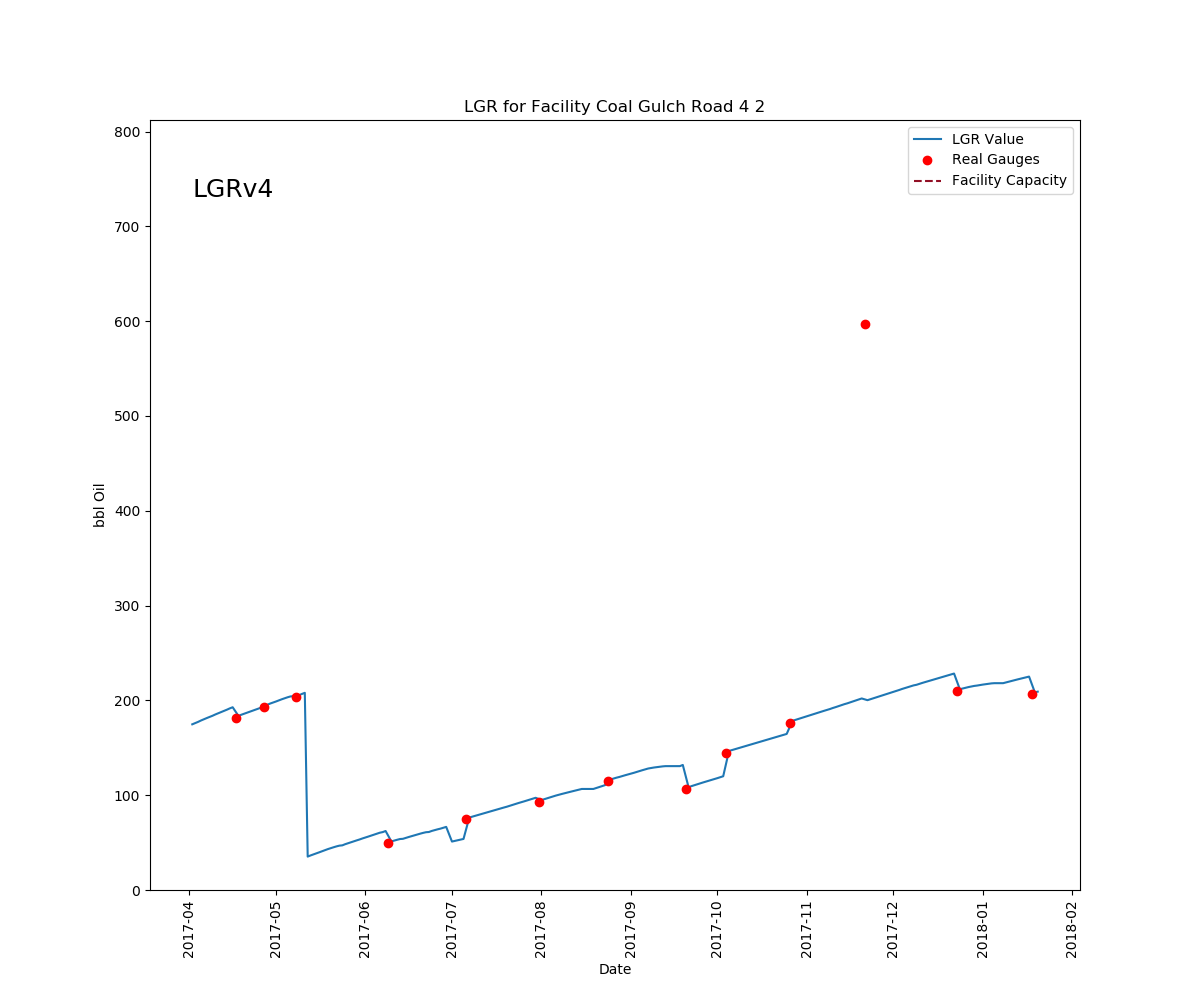 LGR for Facility Coal Gulch Road 4 2
800
700
600
500
400
300
200
100
0
bbl Oil
LGRv4
LGR Value
Real Gauges
Facility Capacity
2017-04
2017-05
2017-06
2017-07
2017-08
2017-09
2017-10
2017-11
2017-12
2018-01
2018-02
Date